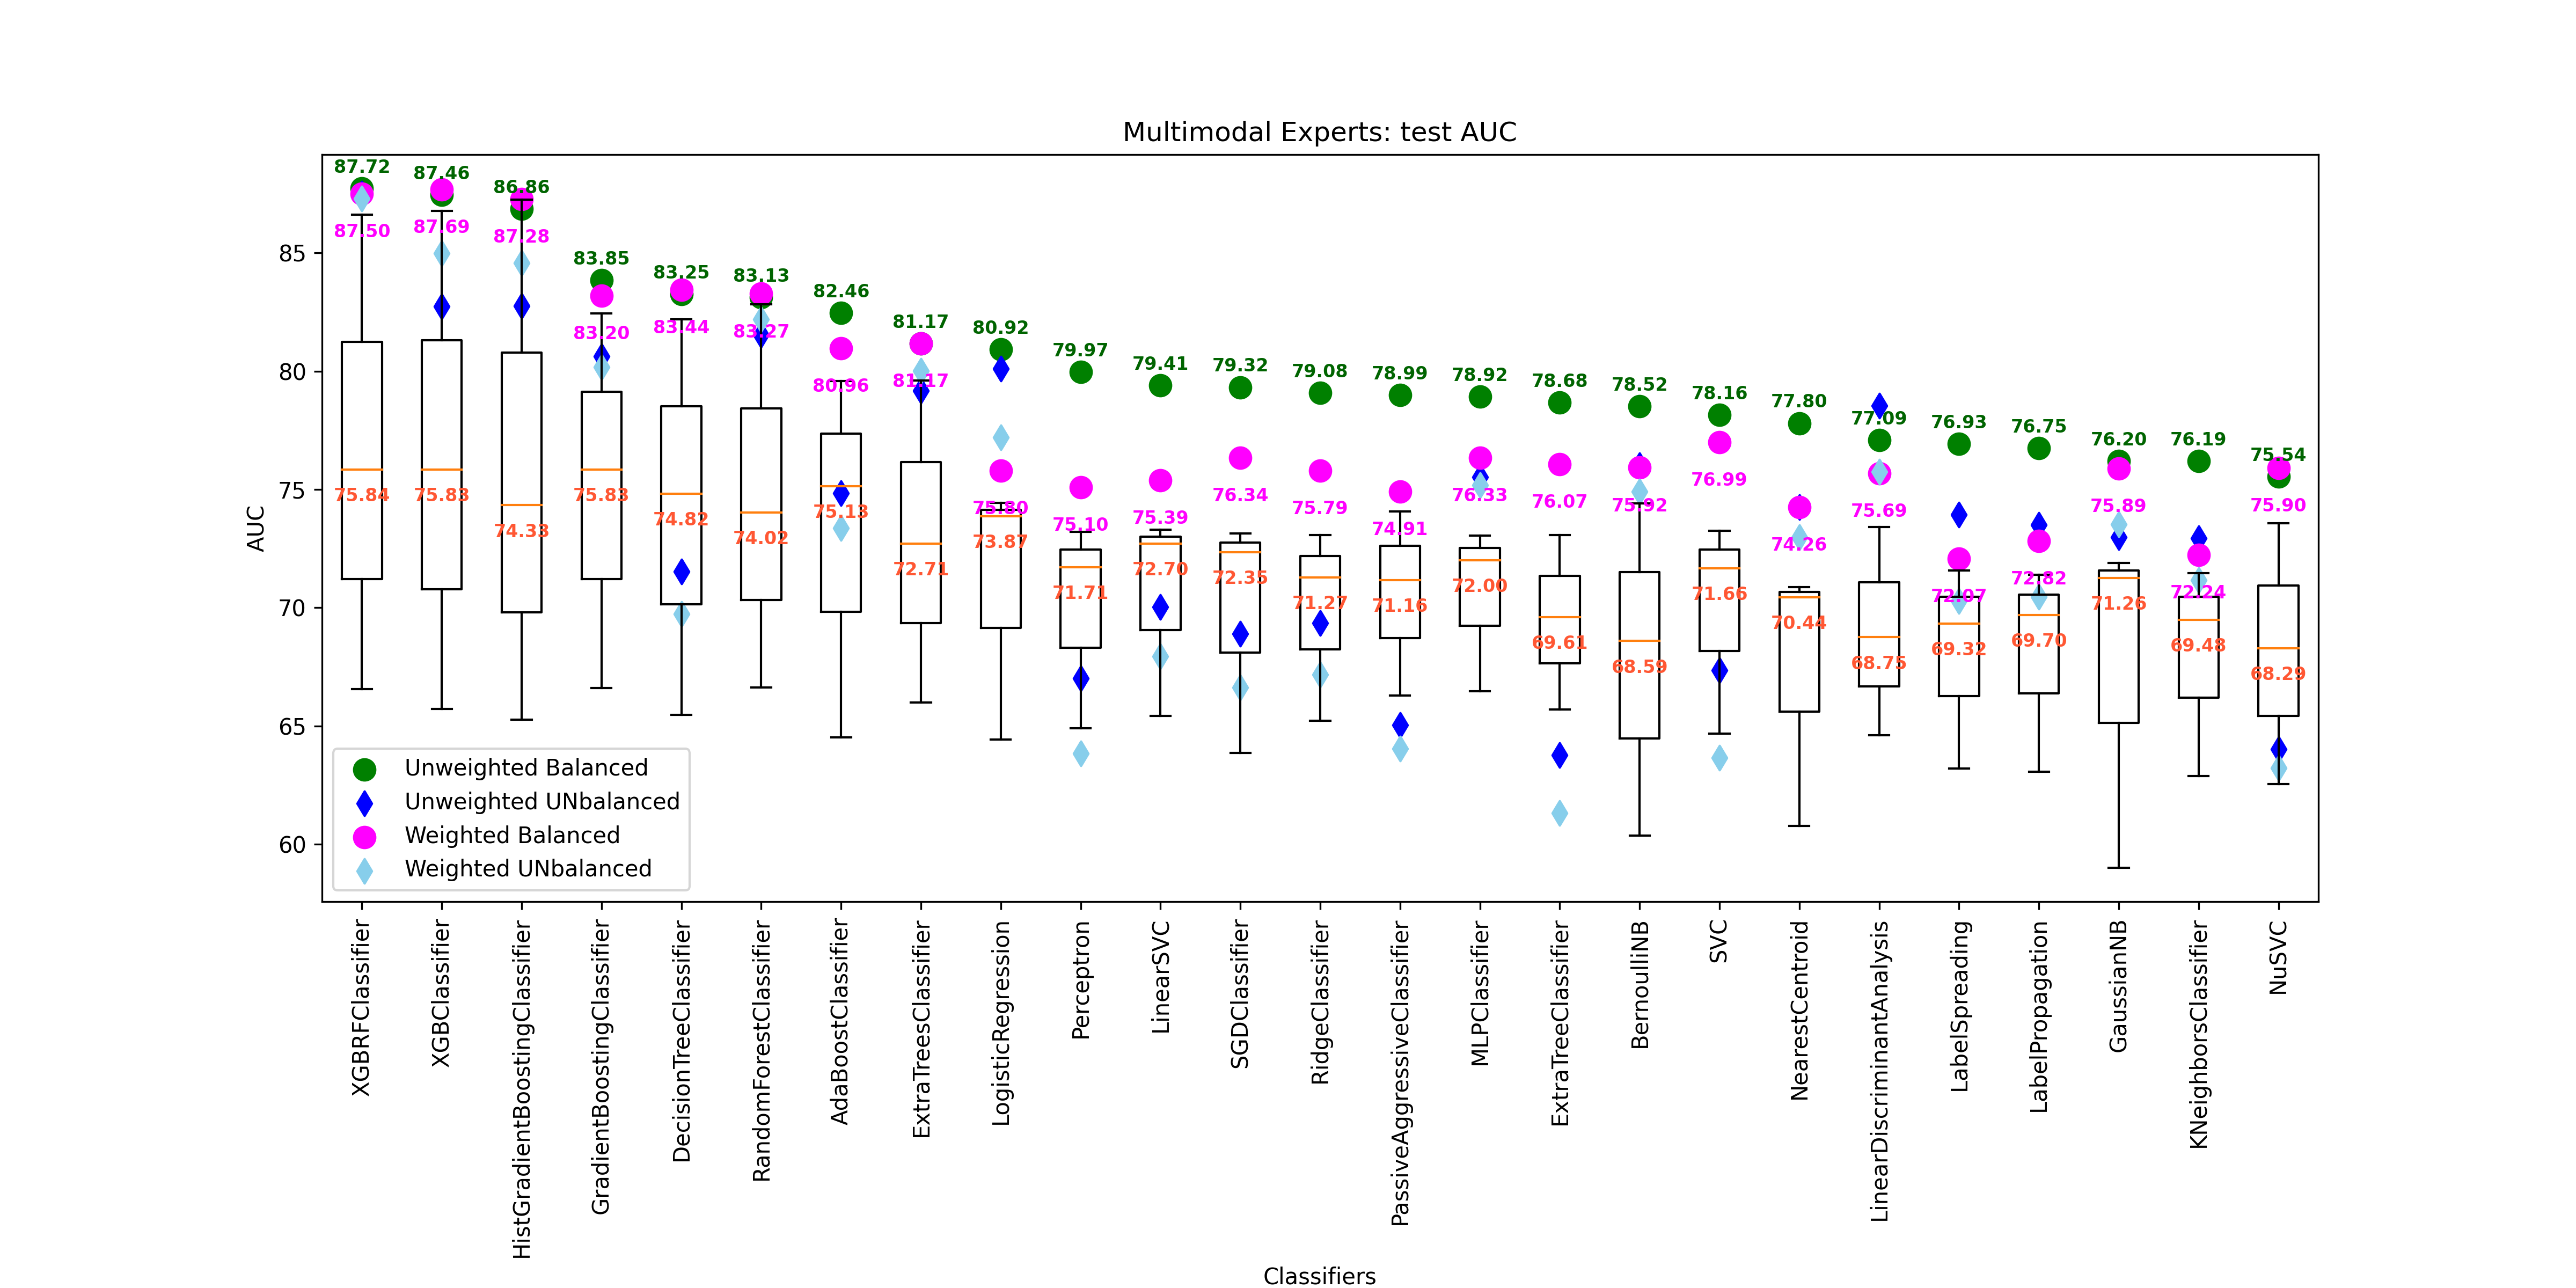 Multimodal Experts: test AUC
87.72
87.46
86.86
83.85
83.25
83.13
82.46
81.17
80.92
79.97
79.41
79.32
79.08
78.99
78.92
78.68
78.52
78.16
77.80
77.09
76.93
76.75
76.20
76.19
75.54
87.50
87.69
87.28
83.20
83.44
83.27
80.96
81.17
75.80
75.10
75.39
76.34
75.79
74.91
76.33
76.07
75.92
76.99
74.26
75.69
72.07
72.82
75.89
72.24
75.90
75.84
75.83
74.33
75.83
74.82
74.02
75.13
72.71
73.87
71.71
72.70
72.35
71.27
71.16
72.00
69.61
68.59
71.66
70.44
68.75
69.32
69.70
71.26
69.48
68.29
AUC
85
80
75
70
65
60
Unweighted Balanced
Unweighted UNbalanced
Weighted Balanced
Weighted UNbalanced
XGBRFClassifier
XGBClassifier
HistGradientBoostingClassifier
GradientBoostingClassifier
DecisionTreeClassifier
RandomForestClassifier
AdaBoostClassifier
ExtraTreesClassifier
LogisticRegression
Perceptron
LinearSVC
SGDClassifier
RidgeClassifier
PassiveAggressiveClassifier
MLPClassifier
ExtraTreeClassifier
BernoulliNB
SVC
NearestCentroid
LinearDiscriminantAnalysis
LabelSpreading
LabelPropagation
GaussianNB
KNeighborsClassifier
NuSVC
Classifiers